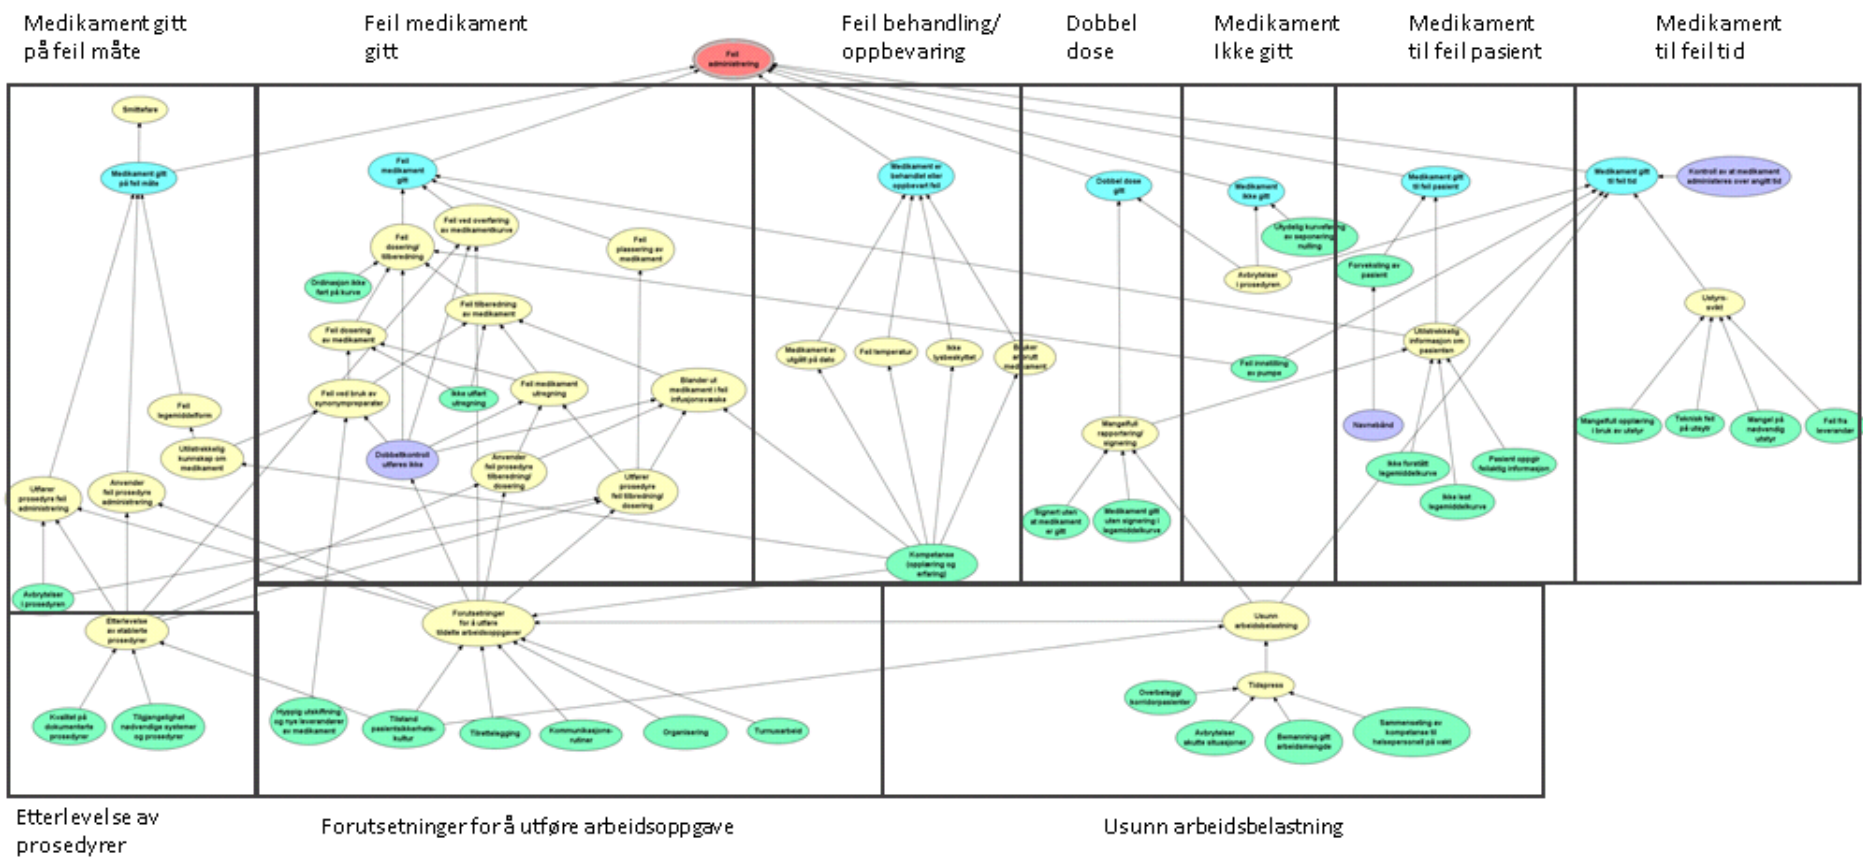 Medikament gitt
på feil måte
Feil medikament
gitt
Feil behandling/
oppbevaring
Dobbel
dose
Medikament
Ikke gitt
Medikament
til feil pasient
Medikament
til feil tid
Feil
administrering
Smittefare
Medikament gitt
på feil måte
Feil
legemiddelform
Utilstrekkelig
kunnskap om
medikament
Utfører
prosedyre feil
administrering
Anvender
feil prosedyre
administrering
Avbrytelser
i prosedyren
Feil
medikament
gitt
Feil ved overføring
av medikamentkurve
Feil
dosering/
tilberedning
Feil
plassering av
medikament
Ordinasjon ikke
ført på kurve
Feil tilberedning
av medikament
Feil dosering
av medikament
Feil ved bruk av
synonympreparater
Ikke utført
utregning
Feil medikament
utregning
Blander ut
medikament i feil
infusjonsvæske
Dobbeltkontroll
utføres ikke
Anvender
feil prosedyre
tilberedning/
dosering
Utfører
prosedyre
feil tilbredning/
dosering
Medikament er
behandlet eller
oppbevart feil
Medikament er
utgått på dato
Feil temperatur
Ikke
lysbeskyttet
Bruker
anbrutt
medikament
Kompetanse
(opplæring og
erfaring)
Dobbel dose
gitt
Mangelfull
rapportering/
signering
Signert uten
at medikament
er gitt
Medikament gitt
uten signering i
legemiddelkurve
Medikament
ikke gitt
Utydelig kurveføring
av seponering
nulling
Avbrytelser
i prosedyren
Feil innstilling
av pumpe
Medikament gitt
til feil pasient
Forveksling av
pasient
Utilstrekkelig
informasjon om
pasienten
Navnebånd
Ikke forstått
legemiddelkurve
Ikke lest
legemiddelkurve
Pasient oppgir
feilaktig informasjon
Medikament gitt
til feil tid
Kontroll av at medikament
administeres over angitt tid
Ustyrs-
svikt
Mangelfull opplæring
i bruk av utstyr
Teknisk feil
på utsytr
Mangel på
nødvendig
utstyr
Feil fra
leverandør
Etterlevelse
av etablerte
prosedyrer
Kvalitet på
dokumenterte
prosedyrer
Tilgjengelighet
nødvendige systemer
og prosedyrer
Forutsetninger
for å utføre
tildelte arbeidsoppgaver
Hyppig utskiftning
og nye leverandører
av medikament
Tilstand
pasientsikkerhets-
kultur
Tilrettelegging
Kommunikasjons-
rutiner
Organisering
Turnusarbeid
Usunn
arbeidsbelastning
Tidspress
Overbelegg/
korridorpasienter
Avbrytelser
akutte situasjoner
Bemanning gitt
arbeidsmengde
Sammenseting av
kompetanse til
helsepersonell på vakt
Etterlevelse av
prosedyrer
Forutsetninger for å utføre arbeidsoppgave
Usunn arbeidsbelastning